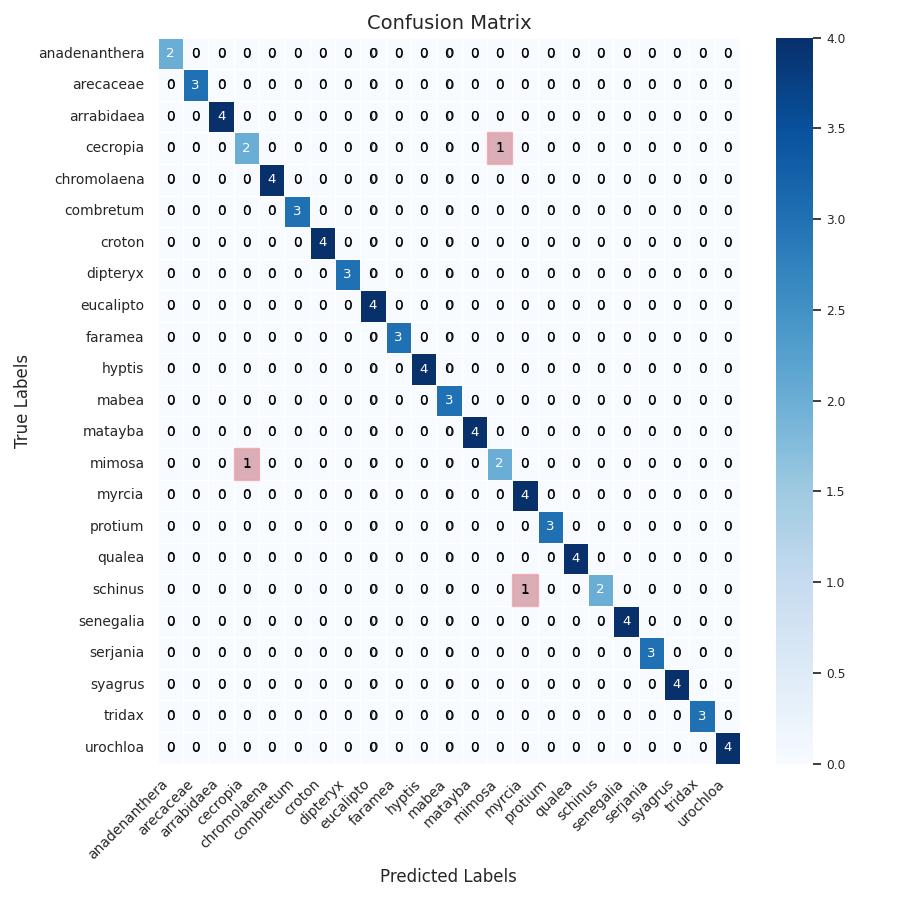 Confusion Matrix
anadenanthera 2 0 0 0 0 0 0 0 0 0 0 0 0 0 0 0 0 0 0 0 0 0 0
arecaceae 0 3 0 0 0 0 0 0 0 0 0 0 0 0 0 0 0 0 0 0 0 0 0
arrabidaea 0 0 4 0 0 0 0 0 0 0 0 0 0 0 0 0 0 0 0 0 0 0 0
cecropia 0 0 0 2 0 0 0 0 0 0 0 0 0 1 0 0 0 0 0 0 0 0 0
chromolaena 0 0 0 0 4 0 0 0 0 0 0 0 0 0 0 0 0 0 0 0 0 0 0
combretum 0 0 0 0 0 3 0 0 0 0 0 0 0 0 0 0 0 0 0 0 0 0 0
croton 0 0 0 0 0 0 4 0 0 0 0 0 0 0 0 0 0 0 0 0 0 0 0
dipteryx 0 0 0 0 0 0 0 3 0 0 0 0 0 0 0 0 0 0 0 0 0 0 0
eucalipto 0 0 0 0 0 0 0 0 4 0 0 0 0 0 0 0 0 0 0 0 0 0 0
faramea 0 0 0 0 0 0 0 0 0 3 0 0 0 0 0 0 0 0 0 0 0 0 0
hyptis 0 0 0 0 0 0 0 0 0 0 4 0 0 0 0 0 0 0 0 0 0 0 0
mabea 0 0 0 0 0 0 0 0 0 0 0 3 0 0 0 0 0 0 0 0 0 0 0
matayba 0 0 0 0 0 0 0 0 0 0 0 0 4 0 0 0 0 0 0 0 0 0 0
mimosa 0 0 0 1 0 0 0 0 0 0 0 0 0 2 0 0 0 0 0 0 0 0 0
myrcia 0 0 0 0 0 0 0 0 0 0 0 0 0 0 4 0 0 0 0 0 0 0 0
protium 0 0 0 0 0 0 0 0 0 0 0 0 0 0 0 3 0 0 0 0 0 0 0
qualea 0 0 0 0 0 0 0 0 0 0 0 0 0 0 0 0 4 0 0 0 0 0 0
schinus 0 0 0 0 0 0 0 0 0 0 0 0 0 0 1 0 0 2 0 0 0 0 0
senegalia 0 0 0 0 0 0 0 0 0 0 0 0 0 0 0 0 0 0 4 0 0 0 0
serjania 0 0 0 0 0 0 0 0 0 0 0 0 0 0 0 0 0 0 0 3 0 0 0
syagrus 0 0 0 0 0 0 0 0 0 0 0 0 0 0 0 0 0 0 0 0 4 0 0
tridax 0 0 0 0 0 0 0 0 0 0 0 0 0 0 0 0 0 0 0 0 0 3 0
urochloa 0 0 0 0 0 0 0 0 0 0 0 0 0 0 0 0 0 0 0 0 0 0 4
True Labels
anadenanthera
arecaceae
arrabidaea
cecropia
chromolaena
combretum
croton
dipteryx
eucalipto
faramea
hyptis
mabea
matayba
mimosa
myrcia
protium
qualea
schinus
senegalia
serjania
syagrus
tridax
urochloa
Predicted Labels
4.0
3.5
3.0
2.5
2.0
1.5
1.0
0.5
0.0